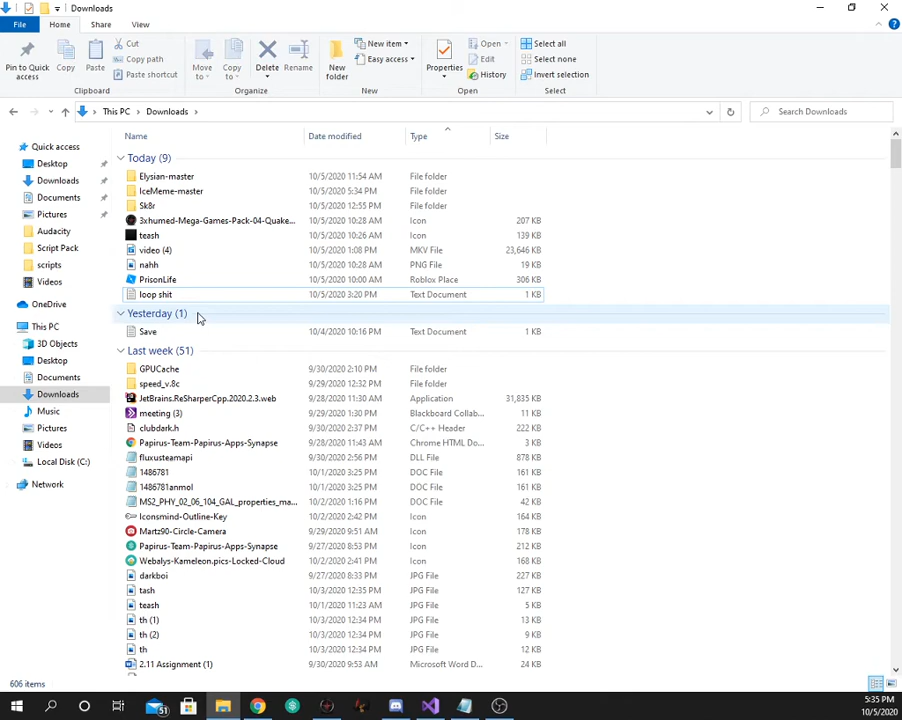 Downloads
File Home Share View
Pin to Quick access
Copy
Paste
Cut
Copy path
Paste shortcut
Clipboard
Move to
Copy to
Delete
Rename
Organize
New folder
New item
Easy access
New
Properties
Open
Edit
History
Open
Select all
Select none
Invert selection
Select
This PC > Downloads >
Search Downloads
Quick access
Desktop
Downloads
Documents
Pictures
Audacity
Script Pack
scripts
Videos
OneDrive
This PC
3D Objects
Desktop
Documents
Downloads
Music
Pictures
Videos
Local Disk (C:)
Network
Name Date modified Type Size
Today (9)
Elysian-master 10/5/2020 11:54 AM File folder
IceMeme-master 10/5/2020 5:34 PM File folder
Sk8r 10/5/2020 12:55 PM File folder
3xhumed-Mega-Games-Pack-04-Quake... 10/5/2020 10:28 AM Icon 207 KB
teash 10/5/2020 10:26 AM Icon 139 KB
video (4) 10/5/2020 1:08 PM MKV File 23,646 KB
nahh 10/5/2020 10:28 AM PNG File 19 KB
PrisonLife 10/5/2020 10:00 AM Roblox Place 306 KB
loop shit 10/5/2020 3:20 PM Text Document 1 KB
Yesterday (1)
Save 10/4/2020 10:16 PM Text Document 1 KB
Last week (51)
GPUCache 9/30/2020 2:10 PM File folder
speed_v.8c 9/29/2020 12:32 PM File folder
JetBrains.ReSharperCpp.2020.2.3.web 9/28/2020 11:30 AM Application 31,835 KB
meeting (3) 9/29/2020 1:30 PM Blackboard Collab... 11 KB
clubdark.h 9/30/2020 2:37 PM C/C++ Header 222 KB
Papirus-Team-Papirus-Apps-Synapse 9/28/2020 11:43 AM Chrome HTML Do... 3 KB
fluxusteamapi 9/30/2020 2:56 PM DLL File 878 KB
1486781 10/1/2020 3:25 PM DOC File 161 KB
1486781anmol 10/1/2020 3:25 PM DOC File 161 KB
MS2_PHY_02_06_104_GAL_properties_ma... 10/2/2020 1:16 PM DOC File 42 KB
Iconsmind-Outline-Key 10/2/2020 2:42 PM Icon 164 KB
Martz90-Circle-Camera 9/29/2020 9:51 AM Icon 178 KB
Papirus-Team-Papirus-Apps-Synapse 9/27/2020 8:53 PM Icon 212 KB
Webalys-Kameleon.pics-Locked-Cloud 10/2/2020 2:41 PM Icon 168 KB
darkboi 9/27/2020 8:33 PM JPG File 227 KB
tash 10/3/2020 12:35 PM JPG File 127 KB
teash 10/1/2020 11:23 AM JPG File 5 KB
th (1) 10/3/2020 12:34 PM JPG File 13 KB
th (2) 10/3/2020 12:34 PM JPG File 9 KB
th 10/3/2020 12:34 PM JPG File 12 KB
2.11 Assignment (1) 9/30/2020 9:53 AM Microsoft Word D... 24 KB
606 items
51
5:35 PM
10/5/2020